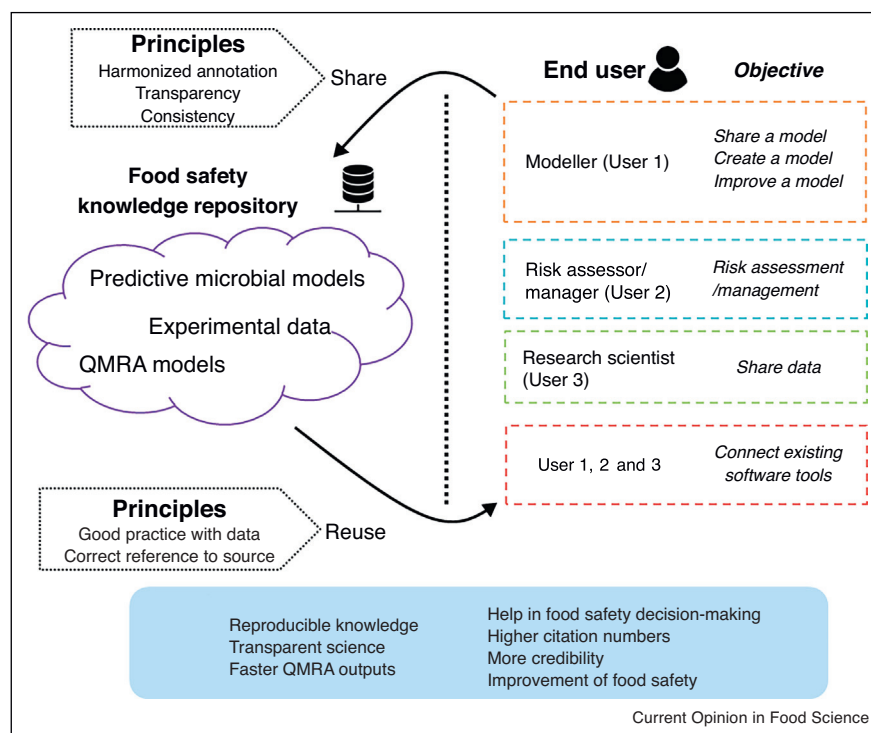 Principles
Harmonized annotation
Transparency
Consistency
Share
End user
Objective
Modeller (User 1)
Share a model
Create a model
Improve a model
Food safety
knowledge repository
Predictive microbial models
Experimental data
QMRA models
Risk assessor/
manager (User 2)
Risk assessment
/management
Research scientist
(User 3)
Share data
User 1, 2 and 3
Connect existing
software tools
Principles
Good practice with data
Correct reference to source
Reuse
Reproducible knowledge
Transparent science
Faster QMRA outputs
Help in food safety decision-making
Higher citation numbers
More credibility
Improvement of food safety
Current Opinion in Food Science